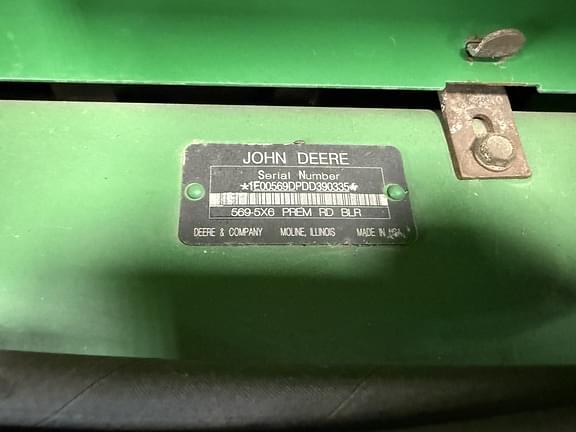 JOHN DEERE
Serial Number
*1E00569DPDD390335*
569-5X6 PREM RD BLR
DEERE & COMPANY MOLINE, ILLINOIS MADE IN USA